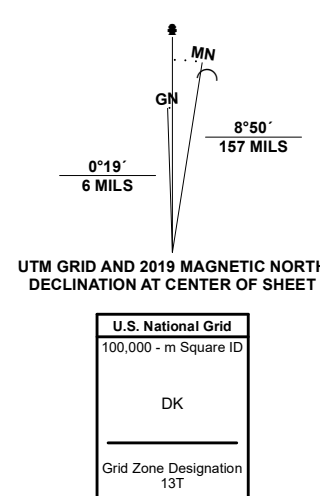 MN
GN
8°50´
157 MILS
0°19´
6 MILS
UTM GRID AND 2019 MAGNETIC NORTH
DECLINATION AT CENTER OF SHEET
U.S. National Grid
100,000 - m Square ID
DK
Grid Zone Designation
13T